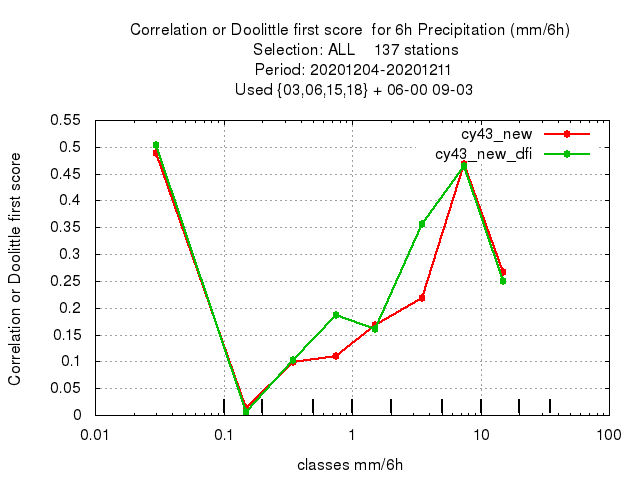 Correlation or Doolittle first score  for 6h Precipitation (mm/6h)
Selection: ALL    137 stations
Period: 20201204-20201211
Used {03,06,15,18} + 06-00 09-03
cy43_new
cy43_new_dfi
Correlation or Doolittle first score
0.55
0.5
0.45
0.4
0.35
0.3
0.25
0.2
0.15
0.1
0.05
0
0.01 0.1 1 10 100
classes mm/6h